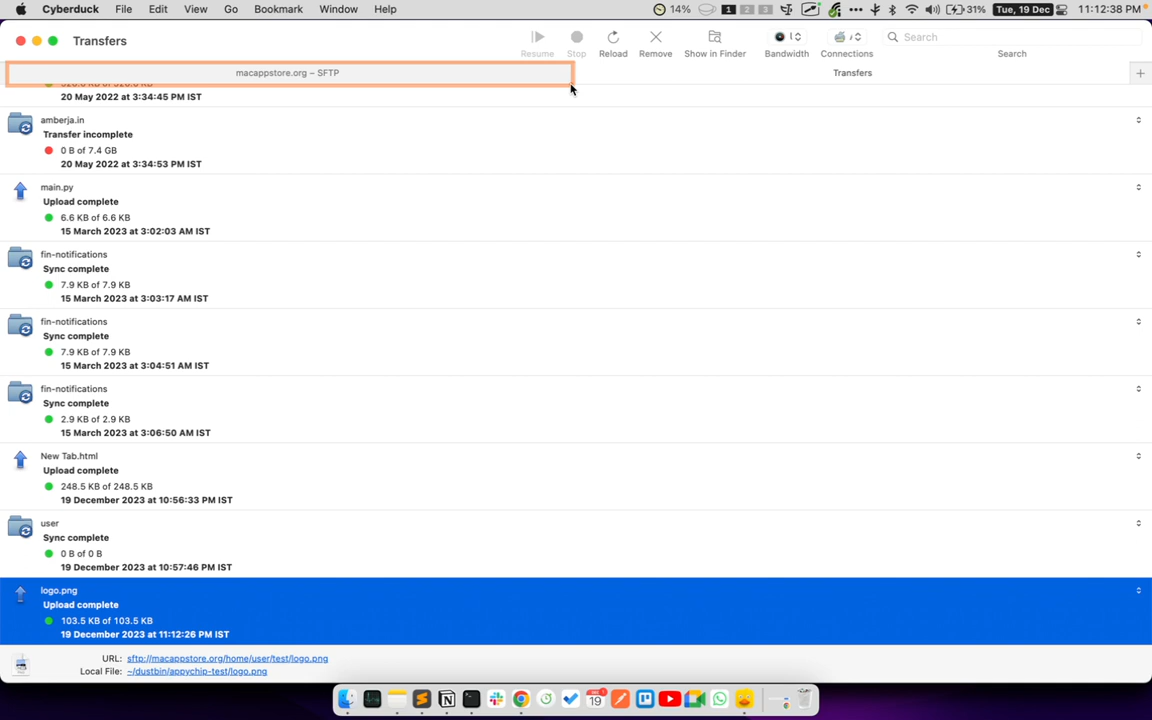 Cyberduck File Edit View Go Bookmark Window Help 14% 1 2 3 31% Tue, 19 Dec 11:12:38 PM
Transfers
Resume Stop Reload Remove Show in Finder Bandwidth Connections Search
Search
macappstore.org – SFTP Transfers
20 May 2022 at 3:34:45 PM IST
amberja.in
Transfer incomplete
0 B of 7.4 GB
20 May 2022 at 3:34:53 PM IST
main.py
Upload complete
6.6 KB of 6.6 KB
15 March 2023 at 3:02:03 AM IST
fin-notifications
Sync complete
7.9 KB of 7.9 KB
15 March 2023 at 3:03:17 AM IST
fin-notifications
Sync complete
7.9 KB of 7.9 KB
15 March 2023 at 3:04:51 AM IST
fin-notifications
Sync complete
2.9 KB of 2.9 KB
15 March 2023 at 3:06:50 AM IST
New Tab.html
Upload complete
248.5 KB of 248.5 KB
19 December 2023 at 10:56:33 PM IST
user
Sync complete
0 B of 0 B
19 December 2023 at 10:57:46 PM IST
logo.png
Upload complete
103.5 KB of 103.5 KB
19 December 2023 at 11:12:26 PM IST
URL: sftp://macappstore.org/home/user/test/logo.png
Local File: ~/dustbin/appychip-test/logo.png
19